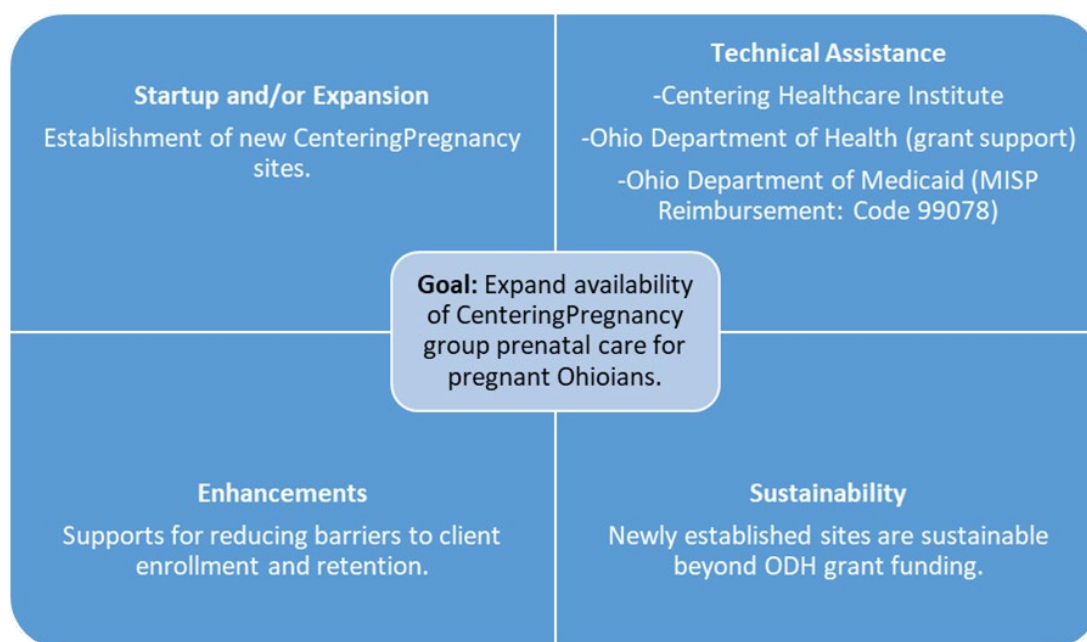 Startup and/or Expansion
Establishment of new CenteringPregnancy
sites.
Technical Assistance
-Centering Healthcare Institute
-Ohio Department of Health (grant support)
-Ohio Department of Medicaid (MISP
Reimbursement: Code 99078)
Goal: Expand availability
of CenteringPregnancy
group prenatal care for
pregnant Ohioians.
Enhancements
Supports for reducing barriers to client
enrollment and retention.
Sustainability
Newly established sites are sustainable
beyond ODH grant funding.